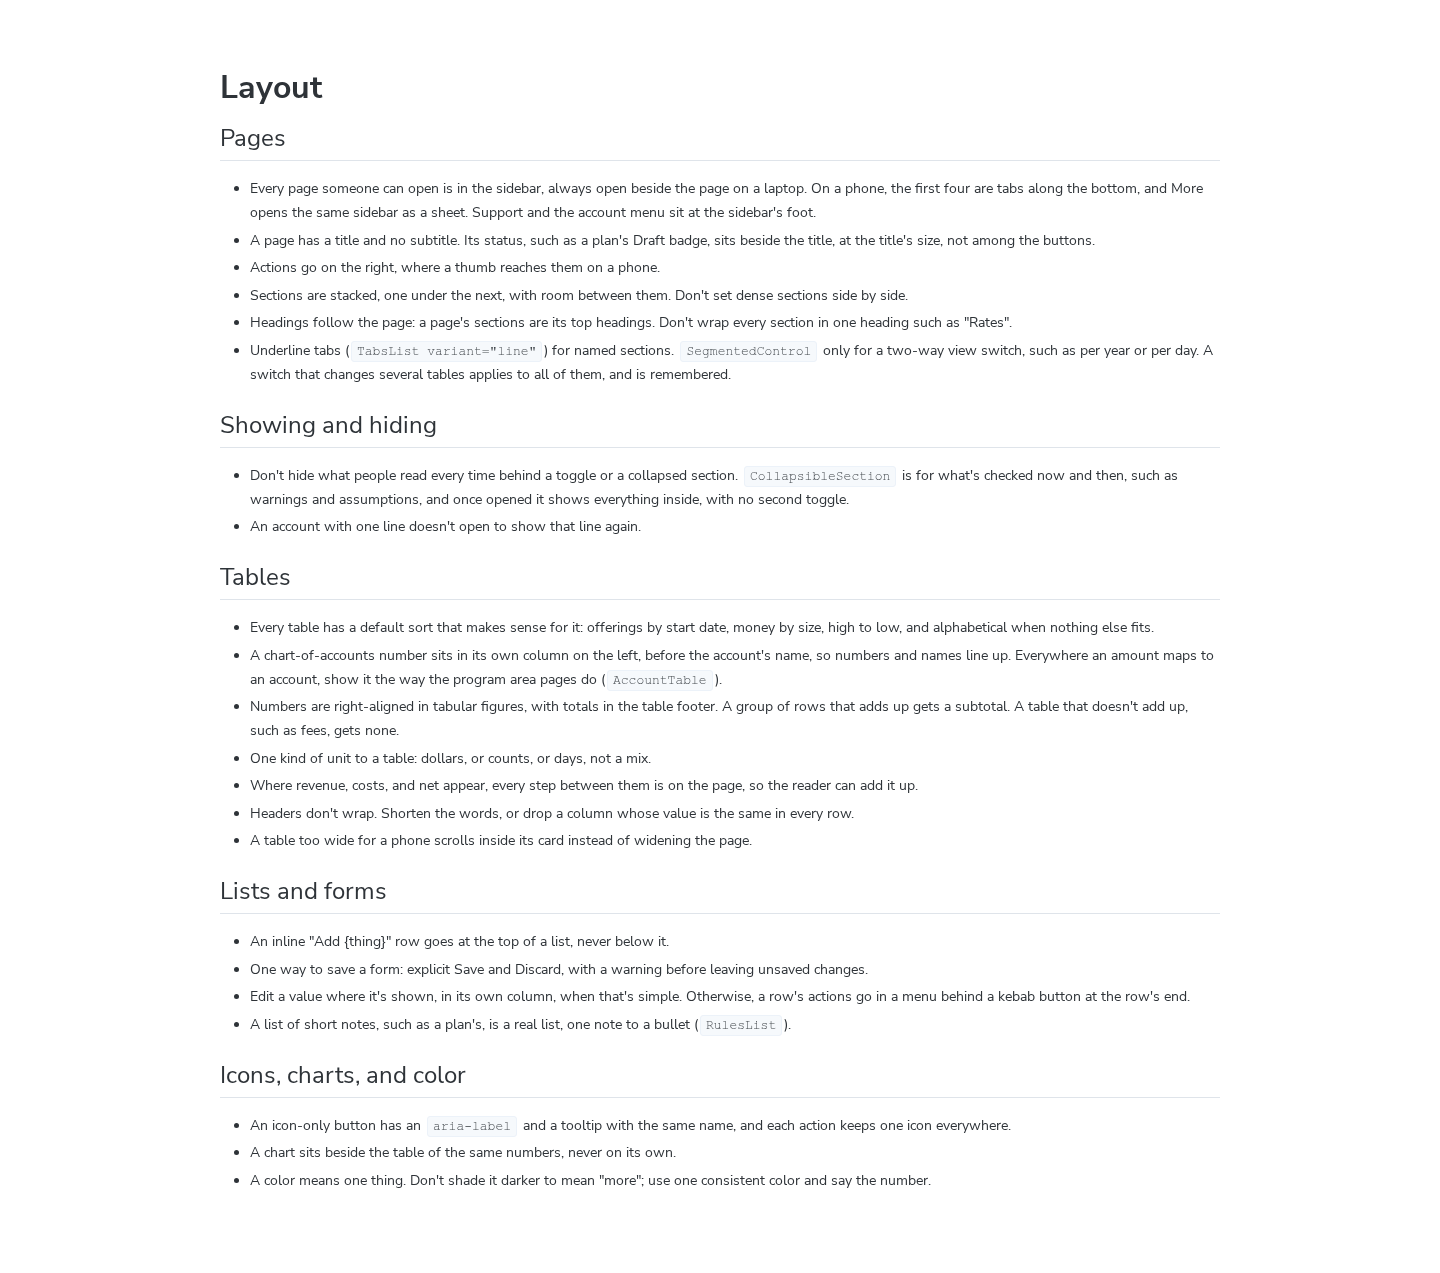 Layout
Pages
Every page someone can open is in the sidebar, always open beside the page on a laptop. On a phone, the first four are tabs along the bottom, and More
opens the same sidebar as a sheet. Support and the account menu sit at the sidebar's foot.
A page has a title and no subtitle. Its status, such as a plan's Draft badge, sits beside the title, at the title's size, not among the buttons.
Actions go on the right, where a thumb reaches them on a phone.
Sections are stacked, one under the next, with room between them. Don't set dense sections side by side.
Headings follow the page: a page's sections are its top headings. Don't wrap every section in one heading such as "Rates".
Underline tabs (TabsList variant="line") for named sections. SegmentedControl only for a two-way view switch, such as per year or per day. A
switch that changes several tables applies to all of them, and is remembered.
Showing and hiding
Don't hide what people read every time behind a toggle or a collapsed section. CollapsibleSection is for what's checked now and then, such as
warnings and assumptions, and once opened it shows everything inside, with no second toggle.
An account with one line doesn't open to show that line again.
Tables
Every table has a default sort that makes sense for it: offerings by start date, money by size, high to low, and alphabetical when nothing else fits.
A chart-of-accounts number sits in its own column on the left, before the account's name, so numbers and names line up. Everywhere an amount maps to
an account, show it the way the program area pages do (AccountTable).
Numbers are right-aligned in tabular figures, with totals in the table footer. A group of rows that adds up gets a subtotal. A table that doesn't add up,
such as fees, gets none.
One kind of unit to a table: dollars, or counts, or days, not a mix.
Where revenue, costs, and net appear, every step between them is on the page, so the reader can add it up.
Headers don't wrap. Shorten the words, or drop a column whose value is the same in every row.
A table too wide for a phone scrolls inside its card instead of widening the page.
Lists and forms
An inline "Add {thing}" row goes at the top of a list, never below it.
One way to save a form: explicit Save and Discard, with a warning before leaving unsaved changes.
Edit a value where it's shown, in its own column, when that's simple. Otherwise, a row's actions go in a menu behind a kebab button at the row's end.
A list of short notes, such as a plan's, is a real list, one note to a bullet (RulesList).
Icons, charts, and color
An icon-only button has an aria-label and a tooltip with the same name, and each action keeps one icon everywhere.
A chart sits beside the table of the same numbers, never on its own.
A color means one thing. Don't shade it darker to mean "more"; use one consistent color and say the number.